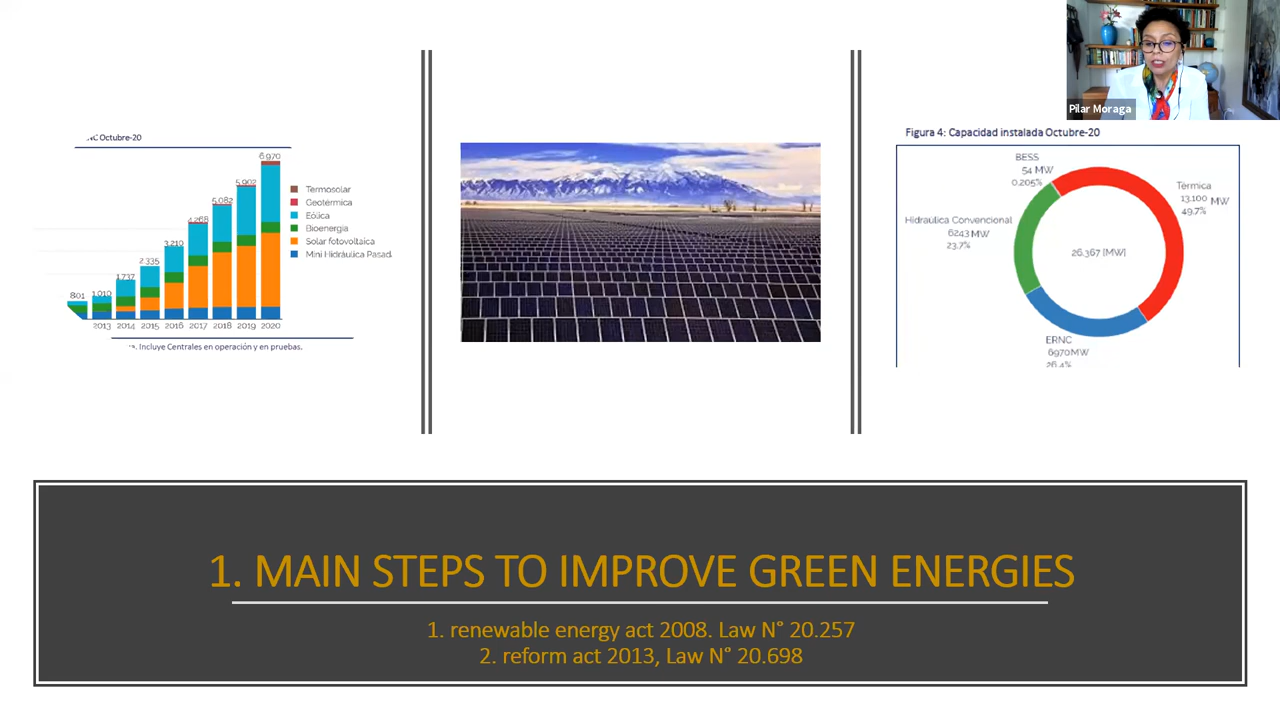 Pilar Moraga
NC Octubre-20
6.970
5.902
5.082
4.268
3.210
2.335
1.737
1.010
801
2013 2014 2015 2016 2017 2018 2019 2020
Termosolar
Geotérmica
Eólica
Bioenergia
Solar fotovoltaica
Mini Hidráulica Pasad
Incluye Centrales en operación y en pruebas.
Figura 4: Capacidad instalada Octubre-20
BESS
54 MW
0.205%
Térmica
13.100 MW
49.7%
Hidráulica Convencional
6243 MW
23.7%
26.367 [MW]
ERNC
6970 MW
26.4%
1. MAIN STEPS TO IMPROVE GREEN ENERGIES
1. renewable energy act 2008. Law N° 20.257
2. reform act 2013, Law N° 20.698